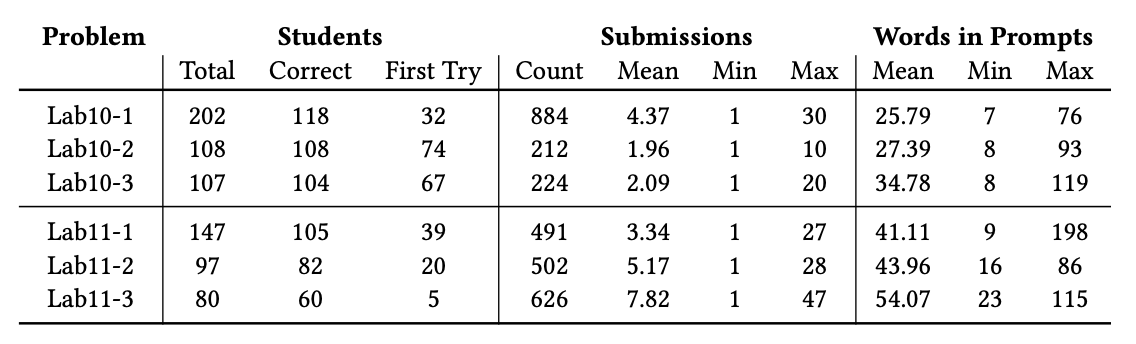 Problem Students Submissions Words in Prompts
Total Correct First Try Count Mean Min Max Mean Min Max
Lab10-1 202 118 32 884 4.37 1 30 25.79 7 76
Lab10-2 108 108 74 212 1.96 1 10 27.39 8 93
Lab10-3 107 104 67 224 2.09 1 20 34.78 8 119
Lab11-1 147 105 39 491 3.34 1 27 41.11 9 198
Lab11-2 97 82 20 502 5.17 1 28 43.96 16 86
Lab11-3 80 60 5 626 7.82 1 47 54.07 23 115